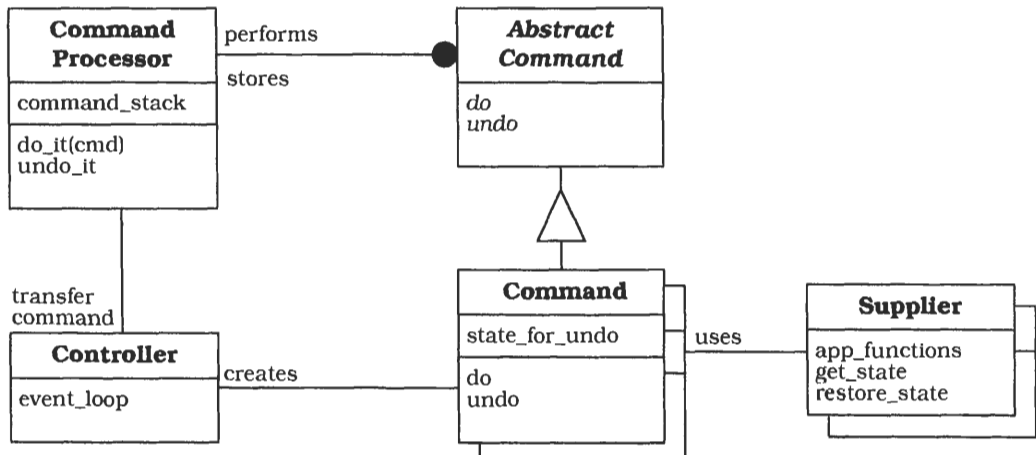 Command
Processor
command_stack
do_it(cmd)
undo_it
performs
stores
Abstract
Command
do
undo
transfer
command
Controller
event_loop
creates
Command
state_for_undo
do
undo
uses
Supplier
app_functions
get_state
restore_state